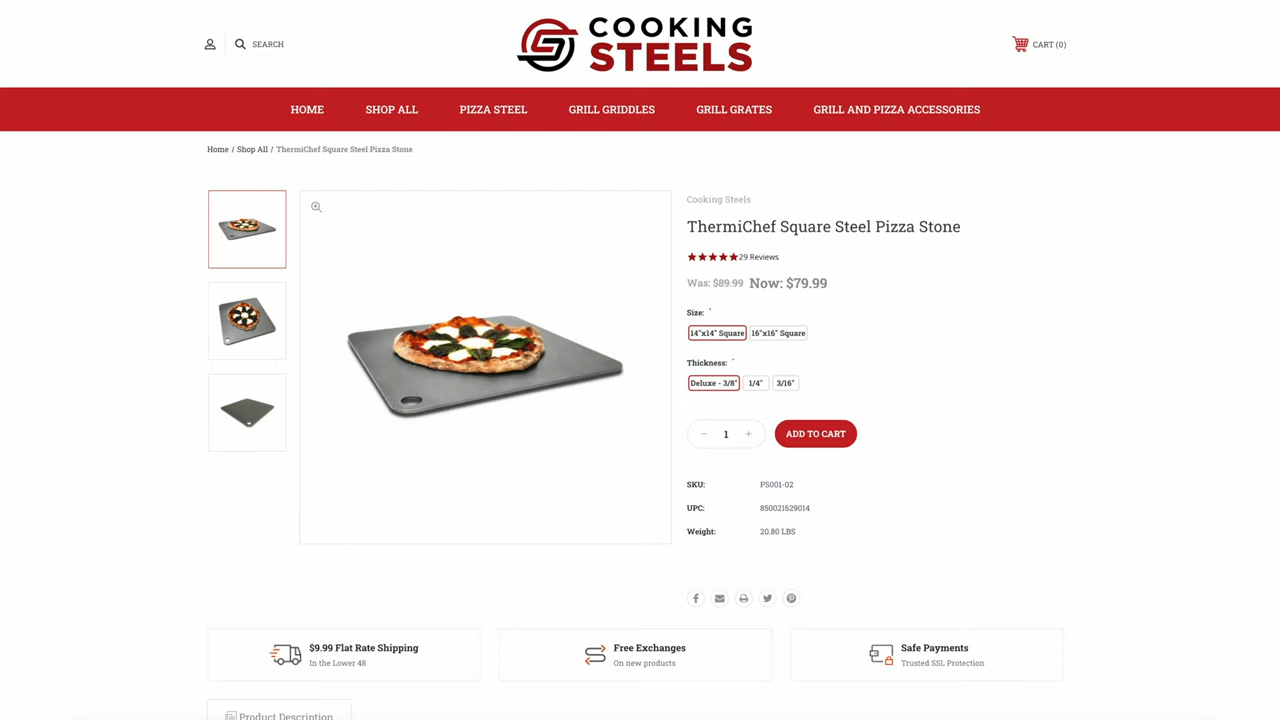 SEARCH
COOKING
STEELS
CART (0)
HOME
SHOP ALL
PIZZA STEEL
GRILL GRIDDLES
GRILL GRATES
GRILL AND PIZZA ACCESSORIES
Home / Shop All / ThermiChef Square Steel Pizza Stone
Cooking Steels
ThermiChef Square Steel Pizza Stone
29 Reviews
Was: $89.99 Now: $79.99
Size: *
14"x14" Square 16"x16" Square
Thickness: *
Deluxe - 3/8" 1/4" 3/16"
− 1 + ADD TO CART
SKU: PS001-02
UPC: 850021629014
Weight: 20.80 LBS
$9.99 Flat Rate Shipping
In the Lower 48
Free Exchanges
On new products
Safe Payments
Trusted SSL Protection
Product Description